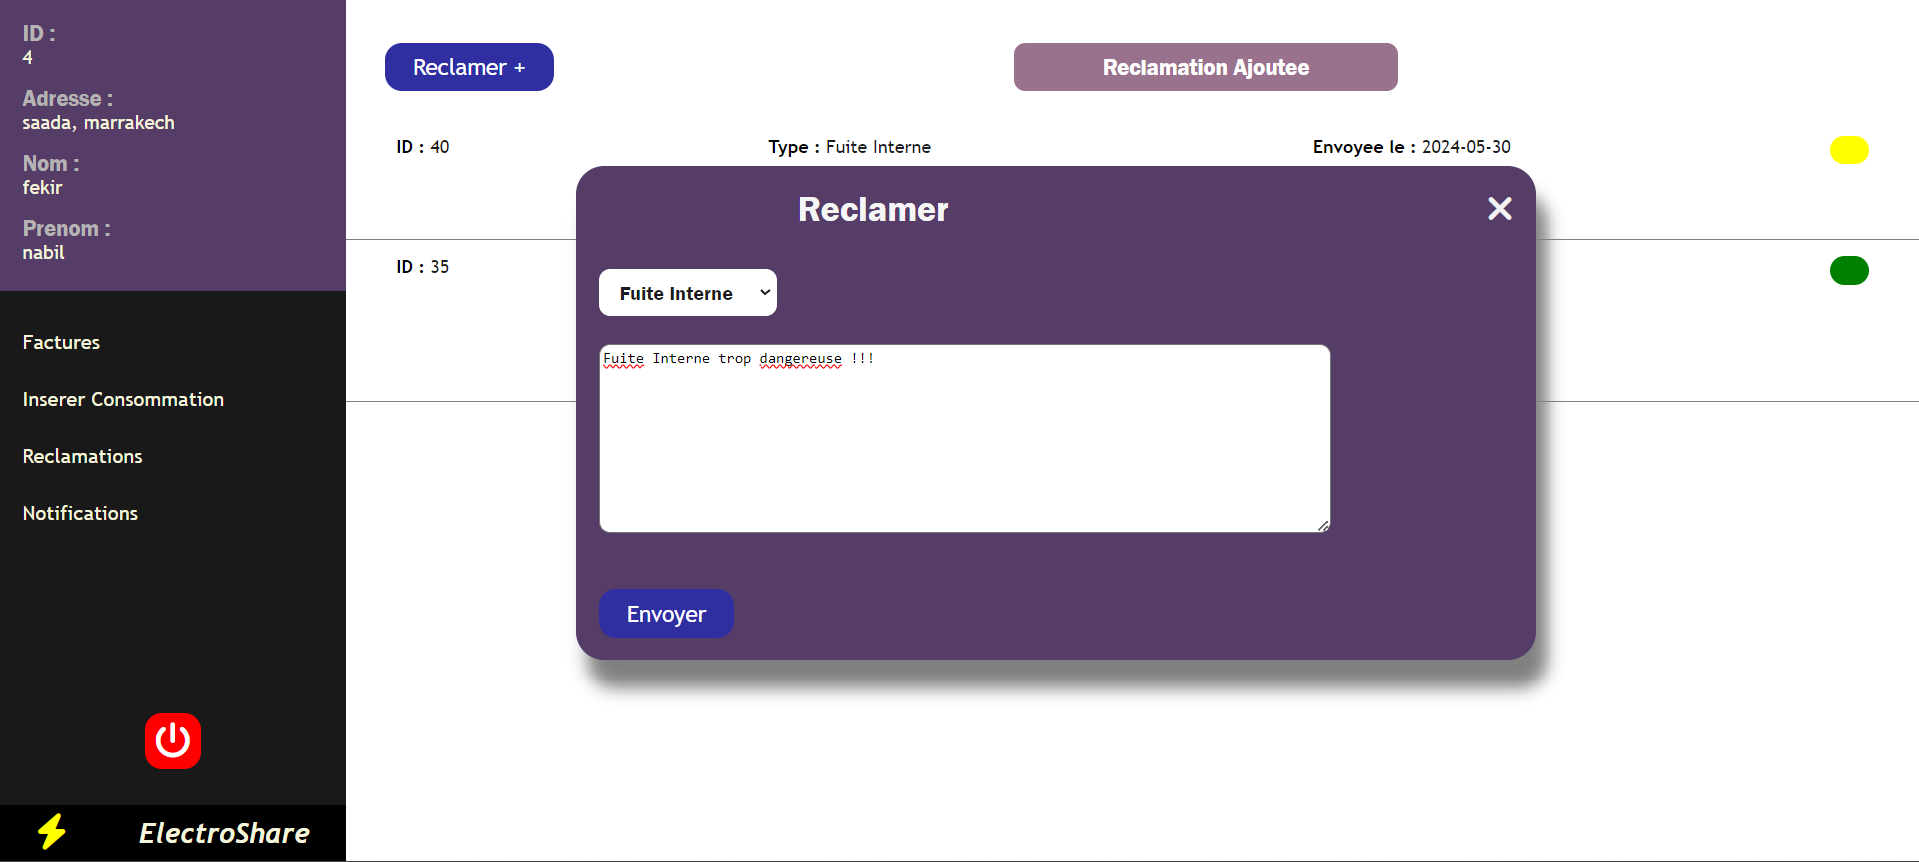 ID :
4
Adresse :
saada, marrakech
Nom :
fekir
Prenom :
nabil
Factures
Inserer Consommation
Reclamations
Notifications
ElectroShare
Reclamer +
Reclamation Ajoutee
ID : 40
Type : Fuite Interne
Envoyee le : 2024-05-30
ID : 35
Reclamer
Fuite Interne
Fuite Interne trop dangereuse !!!
Envoyer